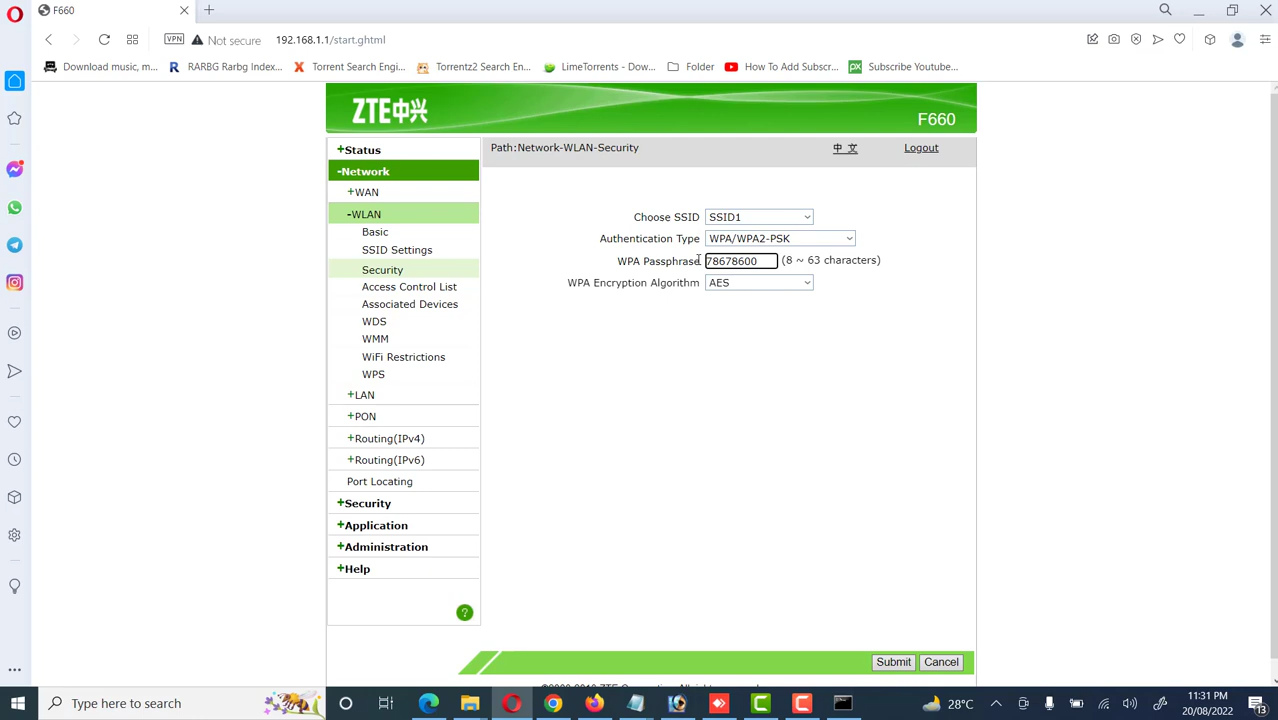 F660
VPN
Not secure
192.168.1.1/start.ghtml
Download music, m...
R RARBG Rarbg Index...
X Torrent Search Engi...
Torrentz2 Search En...
LimeTorrents - Dow...
Folder
How To Add Subscr...
px Subscribe Youtube...
ZTE中兴
F660
+Status
-Network
+WAN
-WLAN
Basic
SSID Settings
Security
Access Control List
Associated Devices
WDS
WMM
WiFi Restrictions
WPS
+LAN
+PON
+Routing(IPv4)
+Routing(IPv6)
Port Locating
+Security
+Application
+Administration
+Help
?
Path:Network-WLAN-Security
中 文
Logout
Choose SSID SSID1
Authentication Type WPA/WPA2-PSK
WPA Passphrase 78678600 (8 ~ 63 characters)
WPA Encryption Algorithm AES
Submit Cancel
Type here to search
28°C
11:31 PM
20/08/2022
13